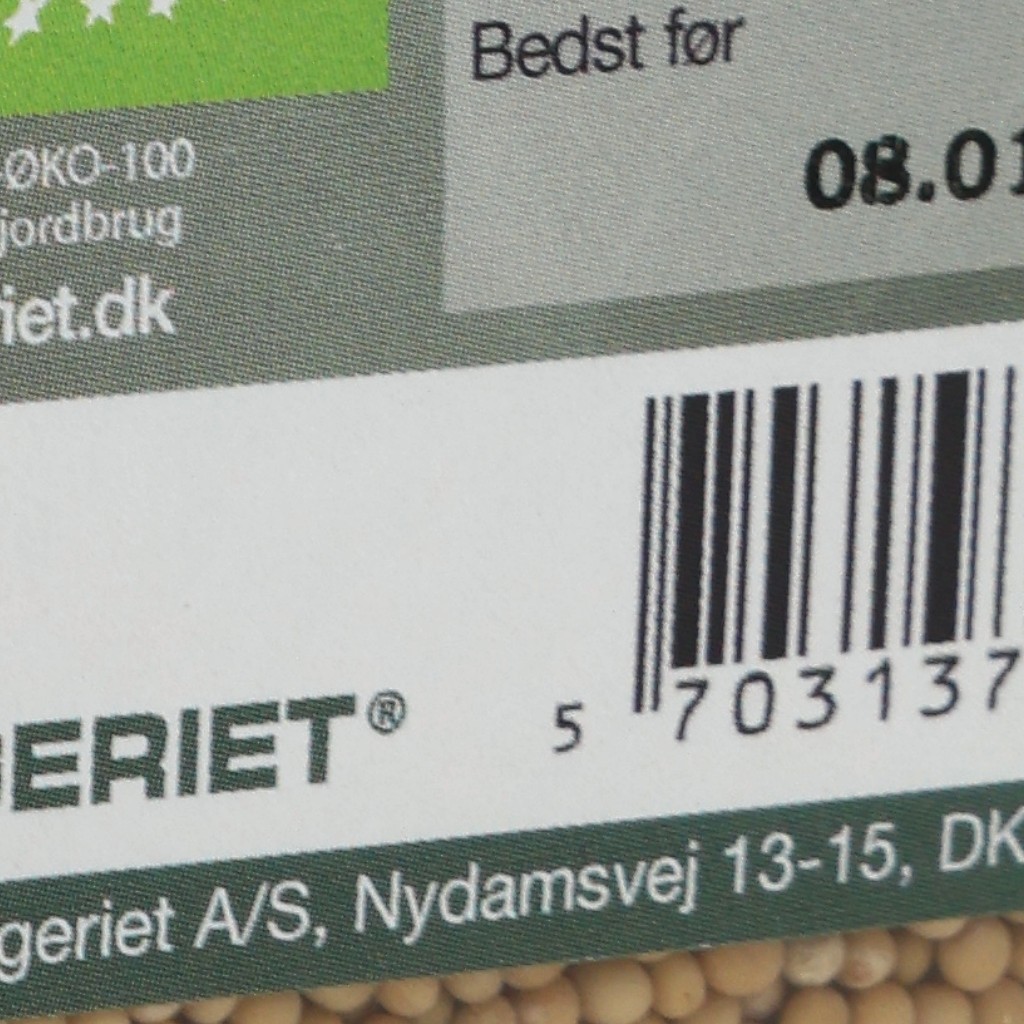 Bedst før
08.01
-ØKO-100
jordbrug
iet.dk
ERIET®
5 703137
geriet A/S, Nydamsvej 13-15, DK